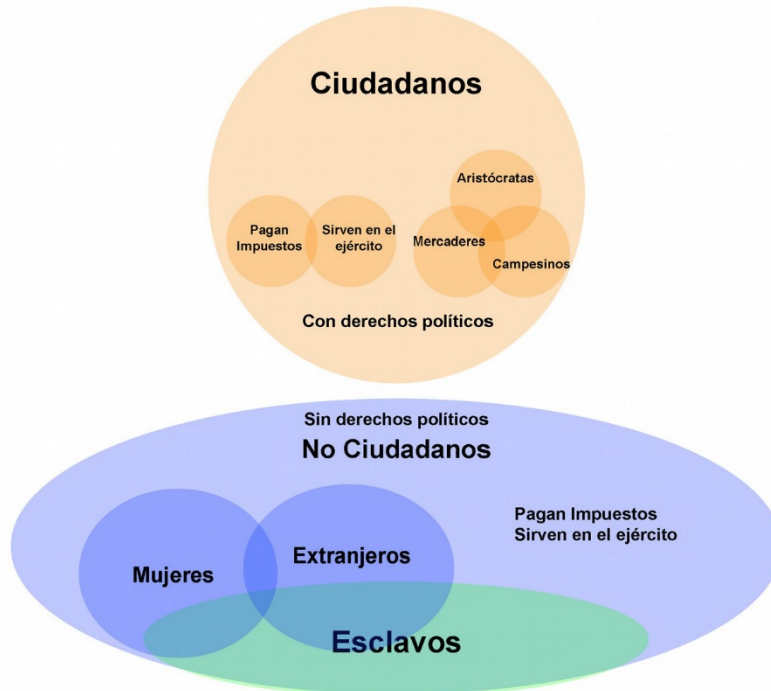 Ciudadanos
Aristócratas
Pagan
Impuestos
Sirven en el
ejército
Mercaderes
Campesinos
Con derechos políticos
Sin derechos políticos
No Ciudadanos
Pagan Impuestos
Sirven en el ejército
Extranjeros
Mujeres
Esclavos